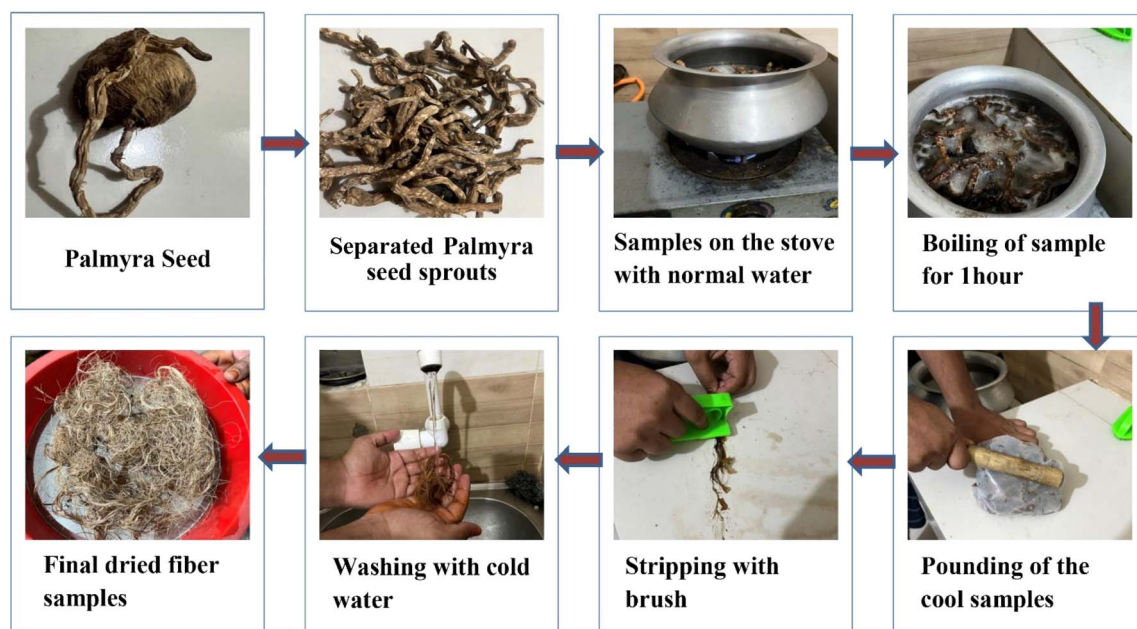 Palmyra Seed
Separated Palmyra
seed sprouts
Samples on the stove
with normal water
Boiling of sample
for 1hour
Pounding of the
cool samples
Stripping with
brush
Washing with cold
water
Final dried fiber
samples